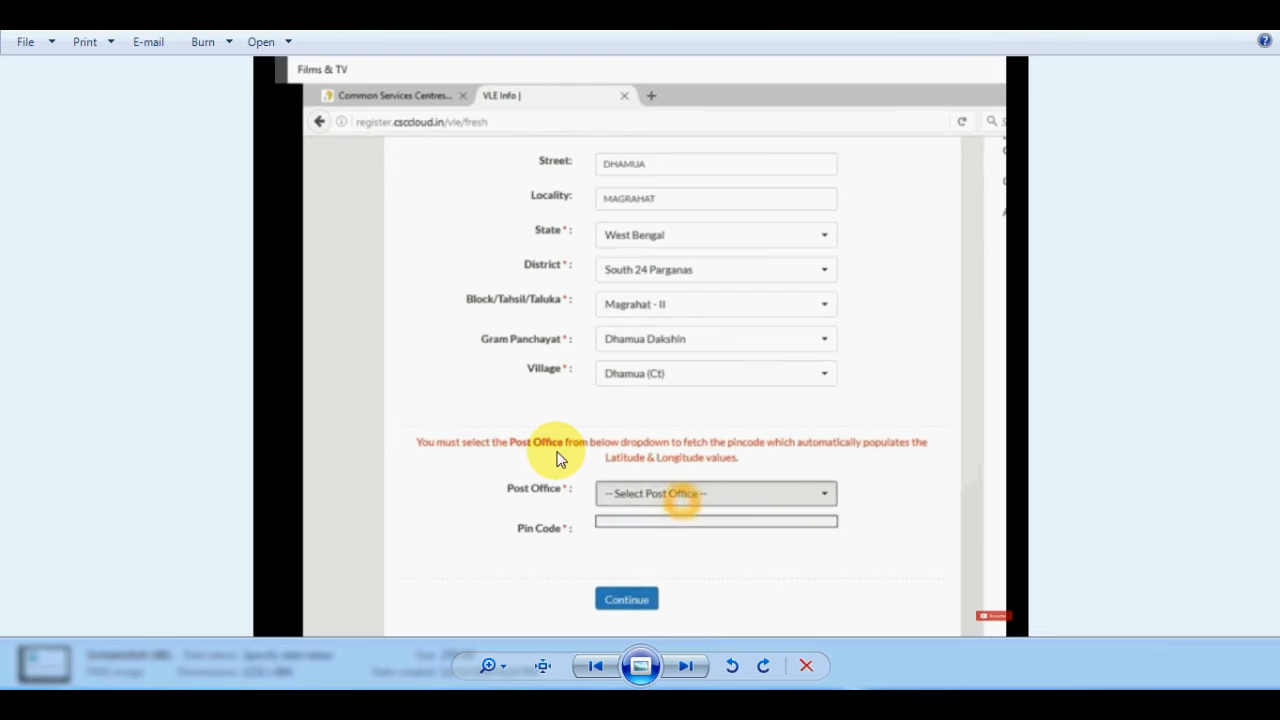 File Print E-mail Burn Open
Films & TV
Common Services Centres... VLE Info |
register.csccloud.in/vle/fresh
Street: DHAMUA
Locality: MAGRAHAT
State * : West Bengal
District * : South 24 Parganas
Block/Tahsil/Taluka * : Magrahat - II
Gram Panchayat * : Dhamua Dakshin
Village * : Dhamua (Ct)
You must select the Post Office from below dropdown to fetch the pincode which automatically populates the
Latitude & Longitude values.
Post Office * : -- Select Post Office --
Pin Code * :
Continue